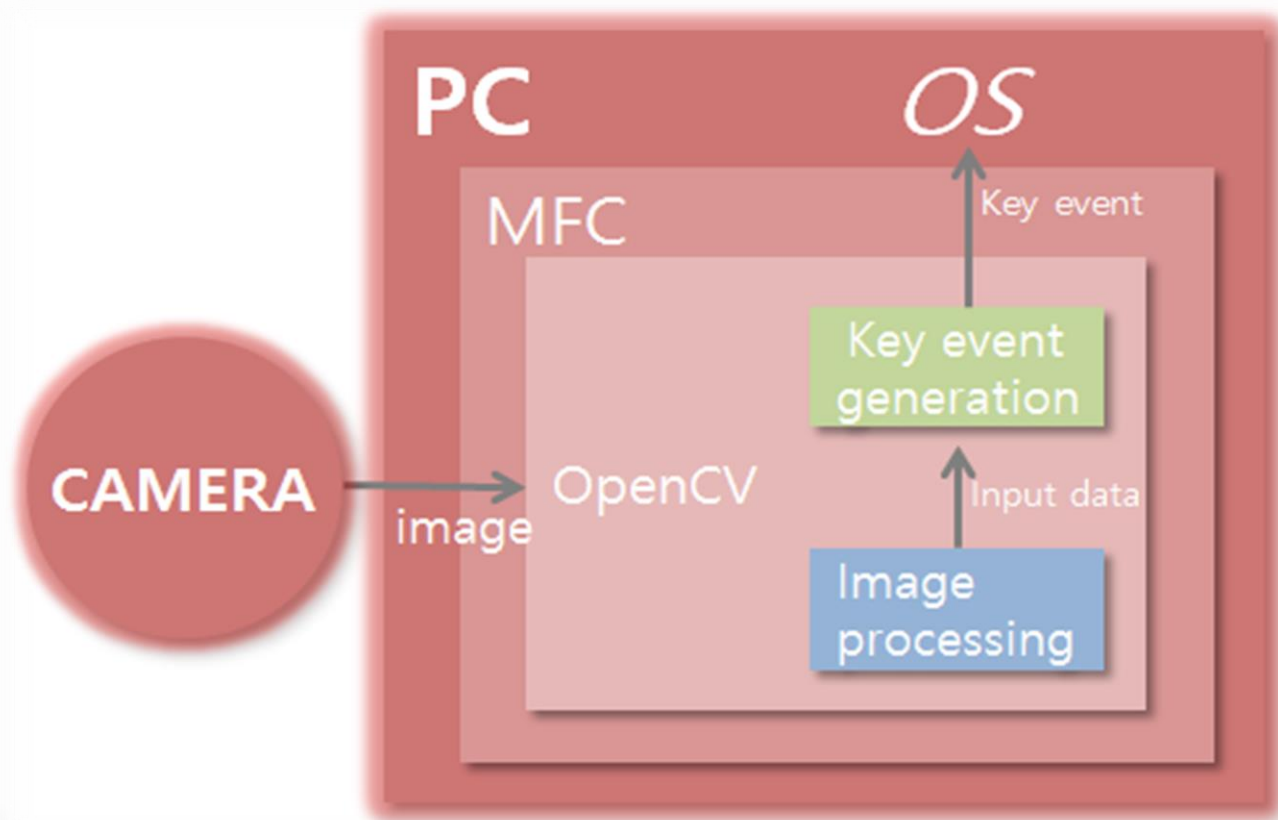 PC
OS
Key event
MFC
Key event
generation
CAMERA
image
OpenCV
Input data
Image
processing